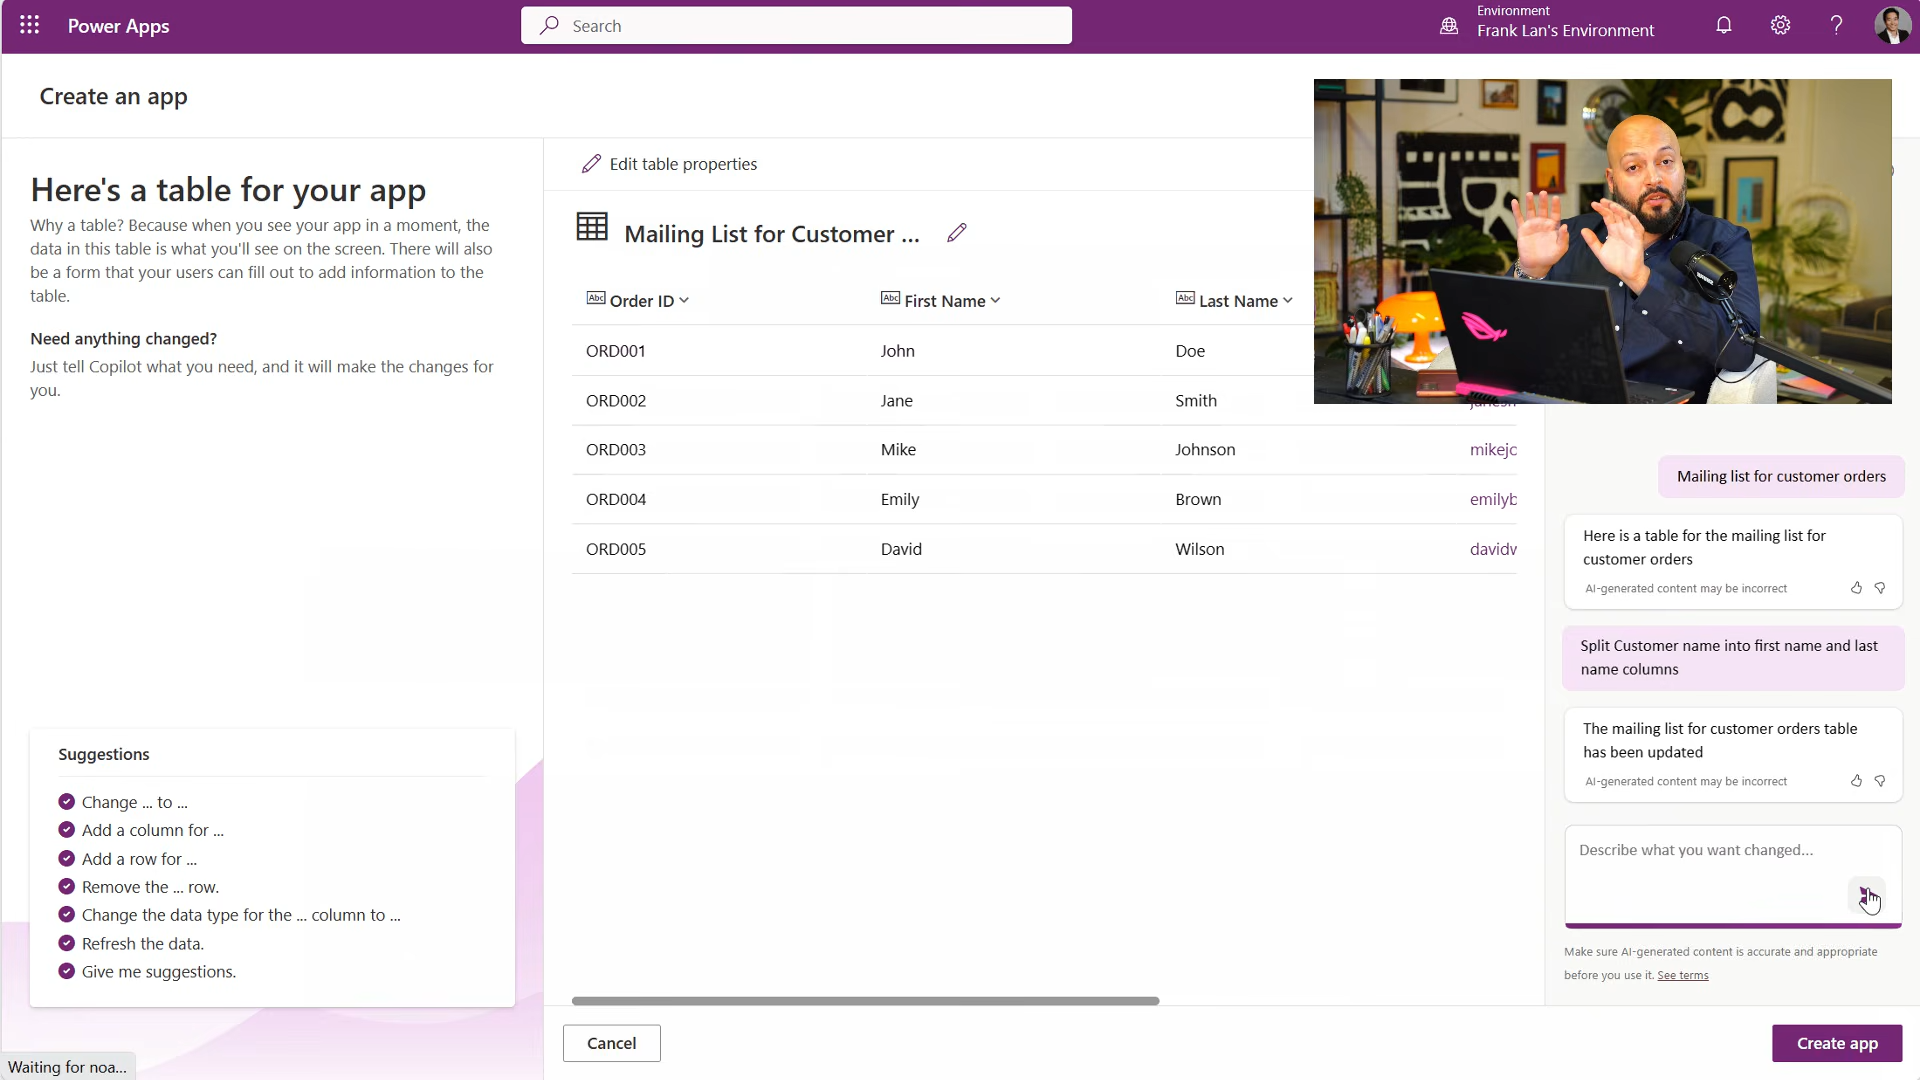 Power Apps
Search
Environment
Frank Lan's Environment
Create an app
Here's a table for your app
Why a table? Because when you see your app in a moment, the
data in this table is what you'll see on the screen. There will also
be a form that your users can fill out to add information to the
table.
Need anything changed?
Just tell Copilot what you need, and it will make the changes for
you.
Suggestions
Change ... to ...
Add a column for ...
Add a row for ...
Remove the ... row.
Change the data type for the ... column to ...
Refresh the data.
Give me suggestions.
Waiting for noa...
Edit table properties
Mailing List for Customer ...
Abc Order ID Abc First Name Abc Last Name
ORD001 John Doe
ORD002 Jane Smith
ORD003 Mike Johnson mikejc
ORD004 Emily Brown emilyb
ORD005 David Wilson
Cancel
Mailing list for customer orders
Here is a table for the mailing list for
customer orders
AI-generated content may be incorrect
Split Customer name into first name and last
name columns
The mailing list for customer orders table
has been updated
AI-generated content may be incorrect
Describe what you want changed...
Make sure AI-generated content is accurate and appropriate
before you use it. See terms
Create app